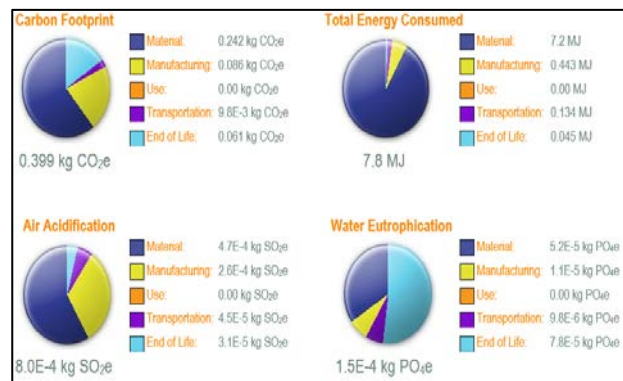 Carbon Footprint
Material: 0.242 kg CO₂e
Manufacturing: 0.086 kg CO₂e
Use: 0.00 kg CO₂e
Transportation: 9.8E-3 kg CO₂e
End of Life: 0.061 kg CO₂e
0.399 kg CO₂e
Total Energy Consumed
Material: 7.2 MJ
Manufacturing: 0.443 MJ
Use: 0.00 MJ
Transportation: 0.134 MJ
End of Life: 0.045 MJ
7.8 MJ
Air Acidification
Material: 4.7E-4 kg SO₂e
Manufacturing: 2.6E-4 kg SO₂e
Use: 0.00 kg SO₂e
Transportation: 4.5E-5 kg SO₂e
End of Life: 3.1E-5 kg SO₂e
8.0E-4 kg SO₂e
Water Eutrophication
Material: 5.2E-5 kg PO₄e
Manufacturing: 1.1E-5 kg PO₄e
Use: 0.00 kg PO₄e
Transportation: 9.8E-6 kg PO₄e
End of Life: 7.8E-5 kg PO₄e
1.5E-4 kg PO₄e